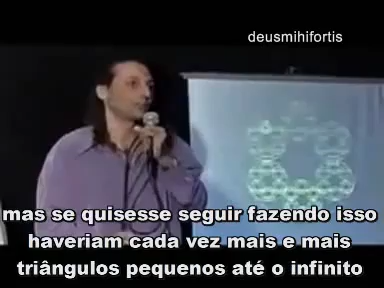 deusmihifortis
mas se quisesse seguir fazendo isso
haveriam cada vez mais e mais
triângulos pequenos até o infinito